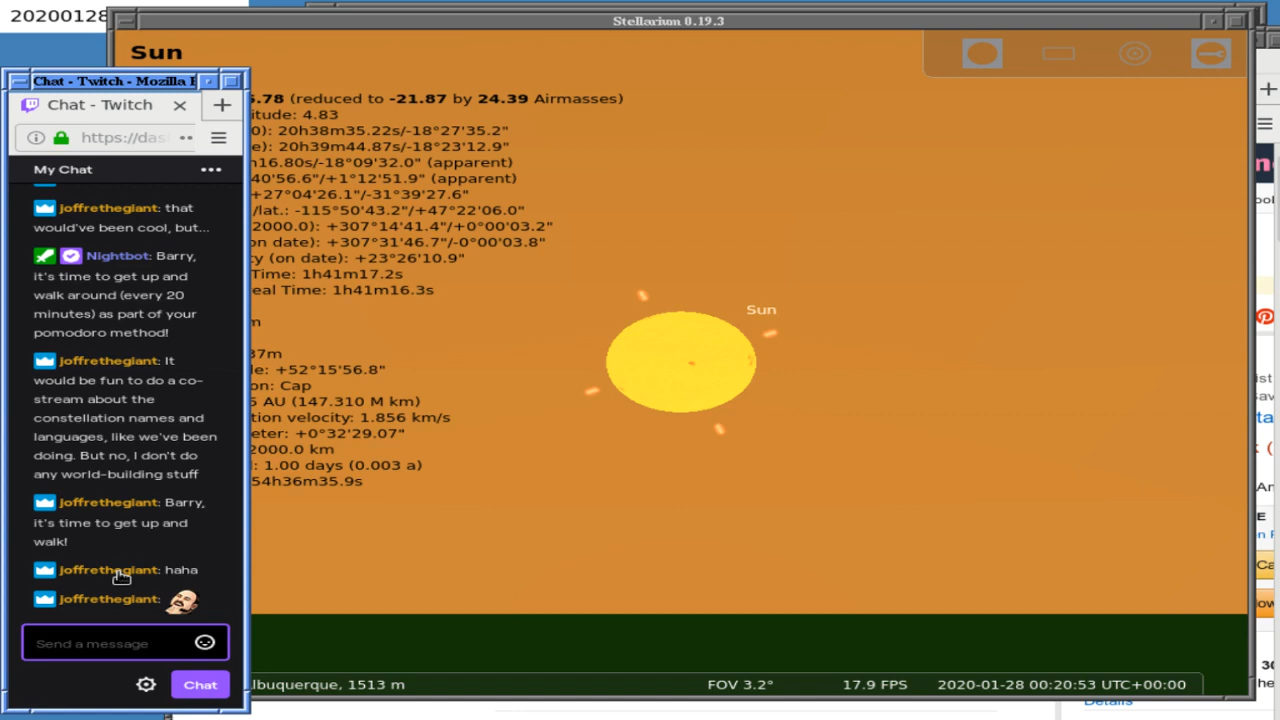 20200128
Stellarium 0.19.3
Sun
5.78 (reduced to -21.87 by 24.39 Airmasses)
itude: 4.83
0): 20h38m35.22s/-18°27'35.2"
e): 20h39m44.87s/-18°23'12.9"
n16.80s/-18°09'32.0" (apparent)
40'56.6"/+1°12'51.9" (apparent)
+27°04'26.1"/-31°39'27.6"
/lat.: -115°50'43.2"/+47°22'06.0"
2000.0): +307°14'41.4"/+0°00'03.2"
on date): +307°31'46.7"/-0°00'03.8"
ty (on date): +23°26'10.9"
Time: 1h41m17.2s
eal Time: 1h41m16.3s
m
37m
le: +52°15'56.8"
on: Cap
5 AU (147.310 M km)
tion velocity: 1.856 km/s
eter: +0°32'29.07"
2000.0 km
: 1.00 days (0.003 a)
54h36m35.9s
Sun
lbuquerque, 1513 m
FOV 3.2°
17.9 FPS
2020-01-28 00:20:53 UTC+00:00
Chat - Twitch - Mozilla F
Chat - Twitch
https://das
My Chat
joffrethegiant: that
would've been cool, but...
Nightbot: Barry,
it's time to get up and
walk around (every 20
minutes) as part of your
pomodoro method!
joffrethegiant: It
would be fun to do a co-
stream about the
constellation names and
languages, like we've been
doing. But no, I don't do
any world-building stuff
joffrethegiant: Barry,
it's time to get up and
walk!
joffrethegiant: haha
joffrethegiant:
Send a message
Chat
Details